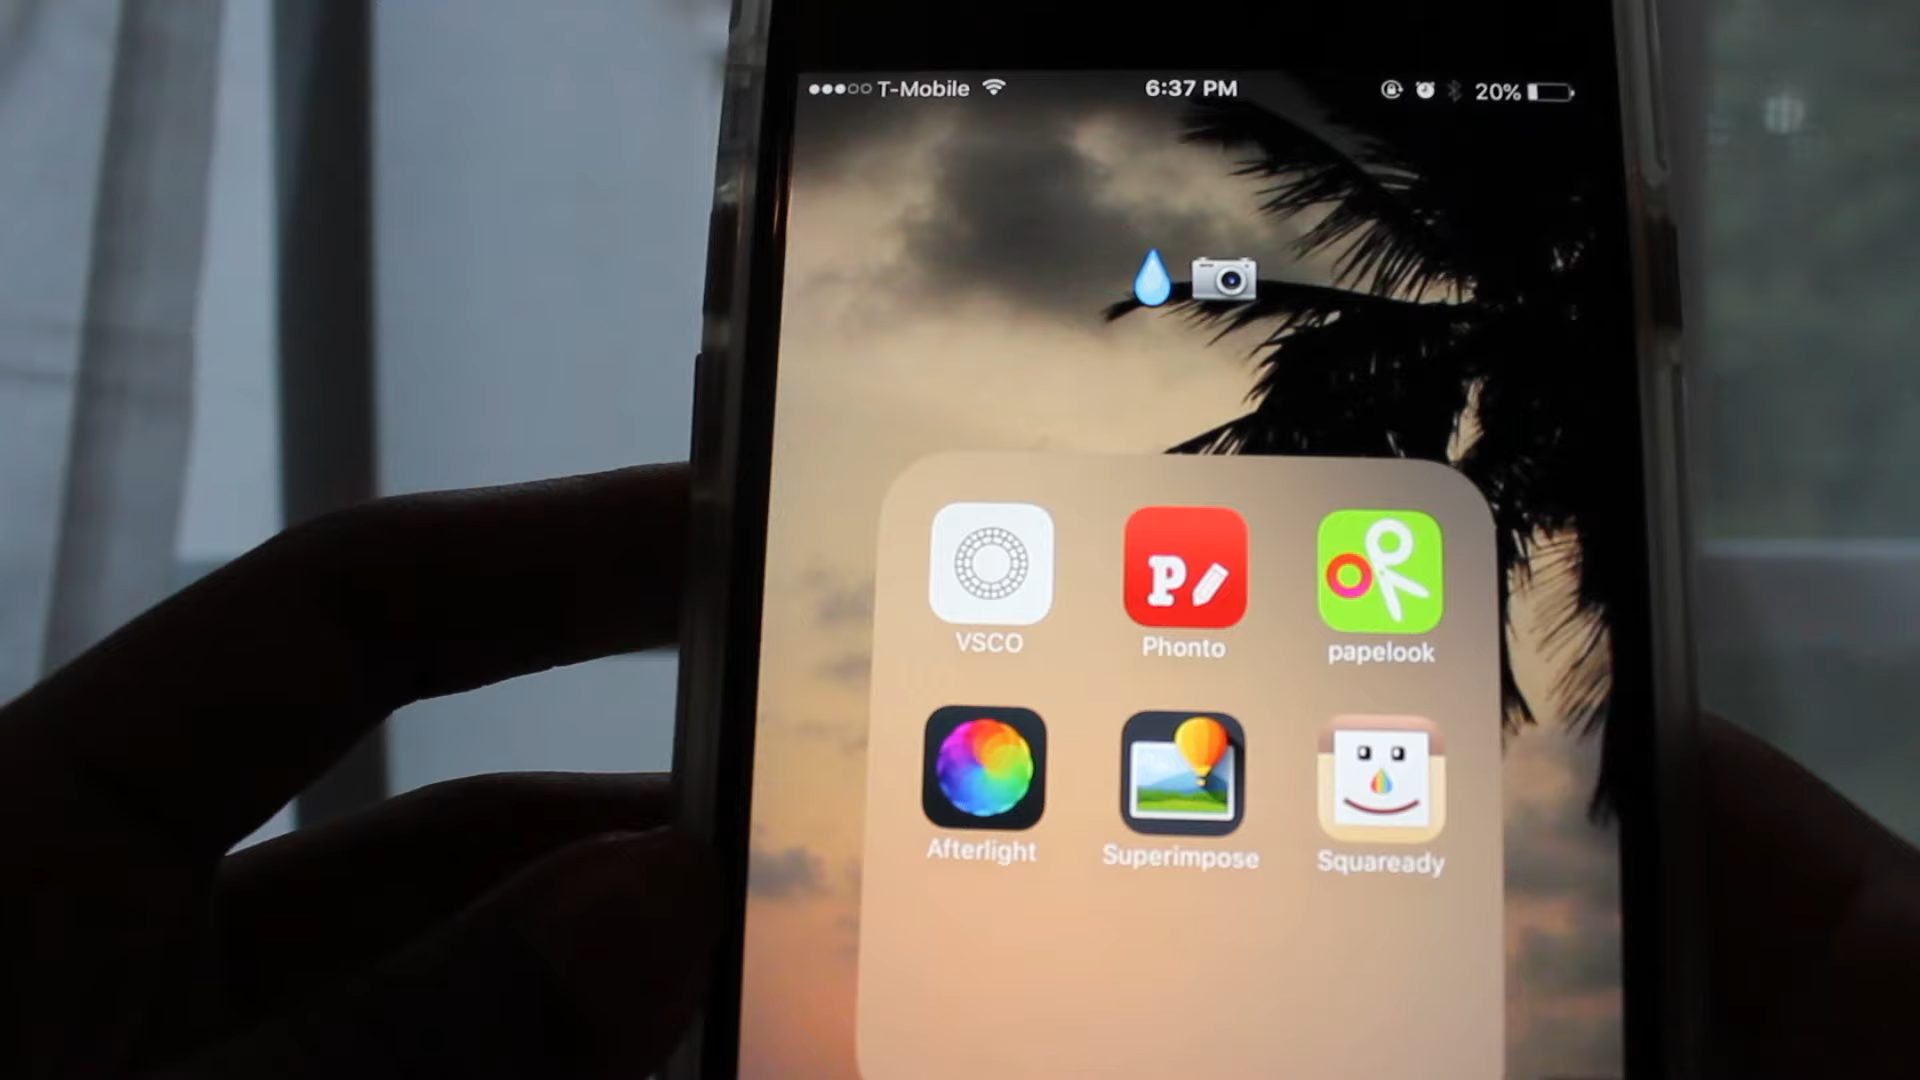 T-Mobile 6:37 PM 20%
VSCO Phonto papelook
Afterlight Superimpose Squaready